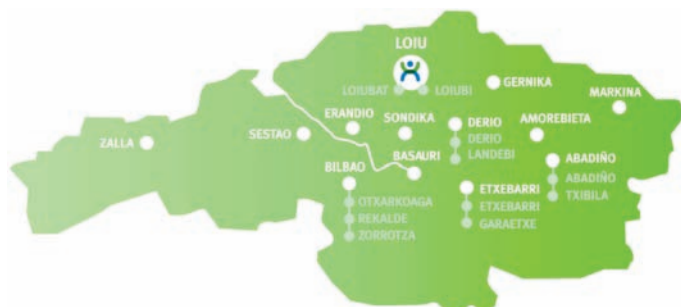 LOIU
LOIUBAT LOIUBI
GERNIKA
MARKINA
ERANDIO
SONDIKA
DERIO
DERIO
LANDEBI
AMOREBIETA
ZALLA
SESTAO
BILBAO
OTXARKOAGA
REKALDE
ZORROTZA
BASAURI
ETXEBARRI
ETXEBARRI
GARAETXE
ABADIÑO
ABADIÑO
TXIBILA